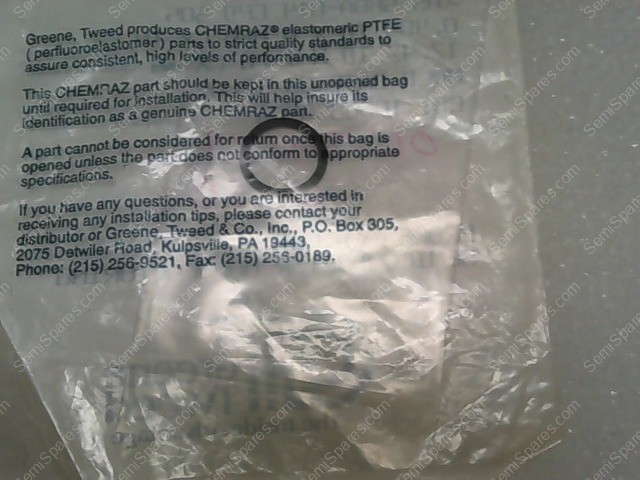 Greene, Tweed produces CHEMRAZ® elastomeric PTFE
(perfluoroelastomer) parts to strict quality standards to
assure consistent, high levels of performance.
This CHEMRAZ part should be kept in this unopened bag
until required for installation. This will help insure its
identification as a genuine CHEMRAZ part.
A part cannot be considered for return once this bag is
opened unless the part does not conform to appropriate
specifications.
If you have any questions, or you are interested in
receiving any installation tips, please contact your
distributor or Greene, Tweed & Co., Inc., P.O. Box 305,
2075 Detwiler Road, Kulpsville, PA 19443,
Phone: (215) 256-9521, Fax: (215) 256-0189.
SemiSpares.com